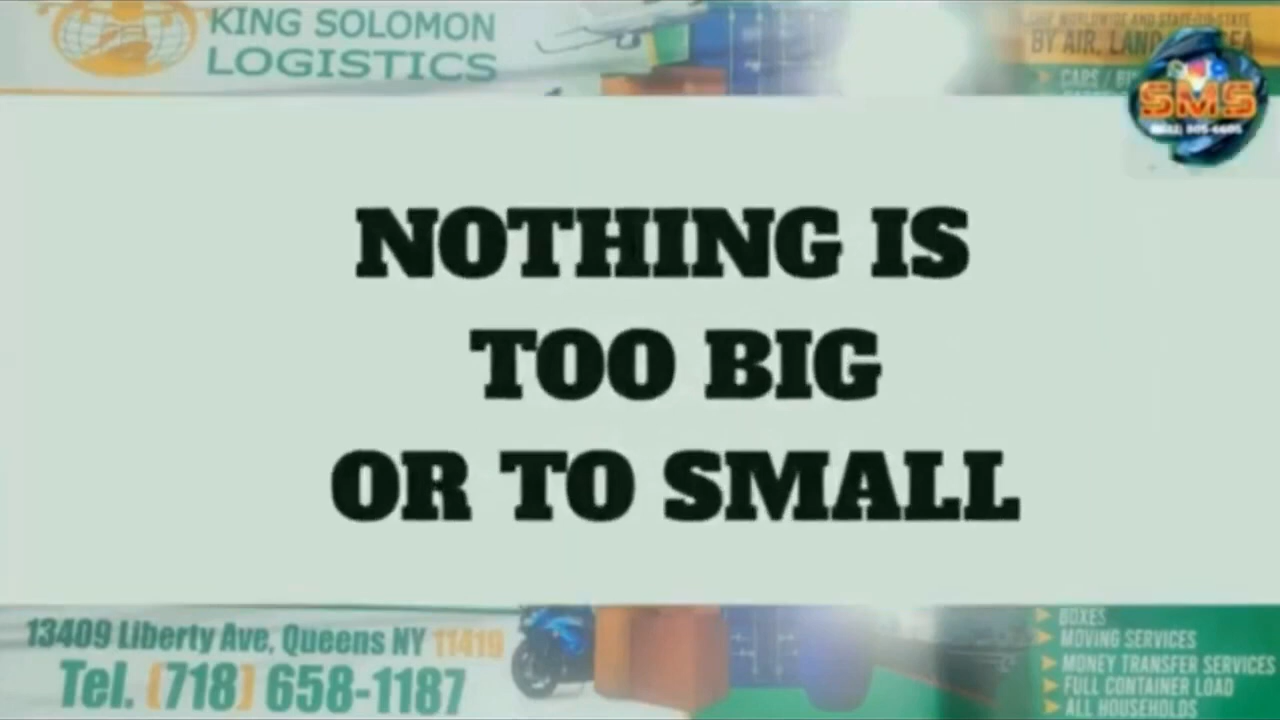 KING SOLOMON
LOGISTICS
BY AIR, LAND
SMS
NOTHING IS
TOO BIG
OR TO SMALL
13409 Liberty Ave, Queens NY 11419
Tel. (718) 658-1187
BOXES
MOVING SERVICES
MONEY TRANSFER SERVICES
FULL CONTAINER LOAD
ALL HOUSEHOLDS